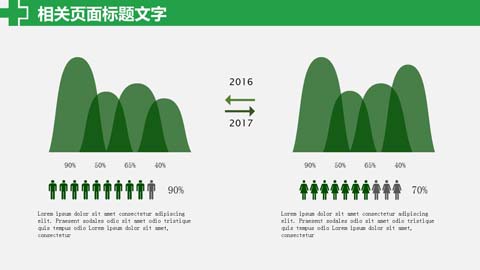 相关页面标题文字
2016
2017
90% 50% 65% 40%
90%
Lorem ipsum dolor sit amet consectetur adipiscing
elit. Praesent sodales odio sit amet odio tristique
quis tempus odio Lorem ipsum dolor sit amet,
consectetur
90% 50% 65% 40%
70%
Lorem ipsum dolor sit amet consectetur adipiscing
elit. Praesent sodales odio sit amet odio tristique
quis tempus odio Lorem ipsum dolor sit amet,
consectetur